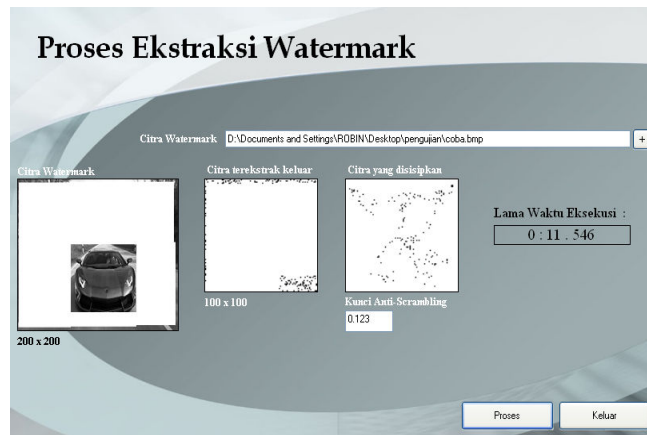 Proses Ekstraksi Watermark
Citra Watermark D:\Documents and Settings\ROBIN\Desktop\pengujian\coba.bmp +
Citra Watermark
Citra terekstrak keluar
Citra yang disisipkan
Lama Waktu Eksekusi :
0 : 11 . 546
100 x 100
Kunci Anti-Scrambling
0.123
200 x 200
Proses
Keluar